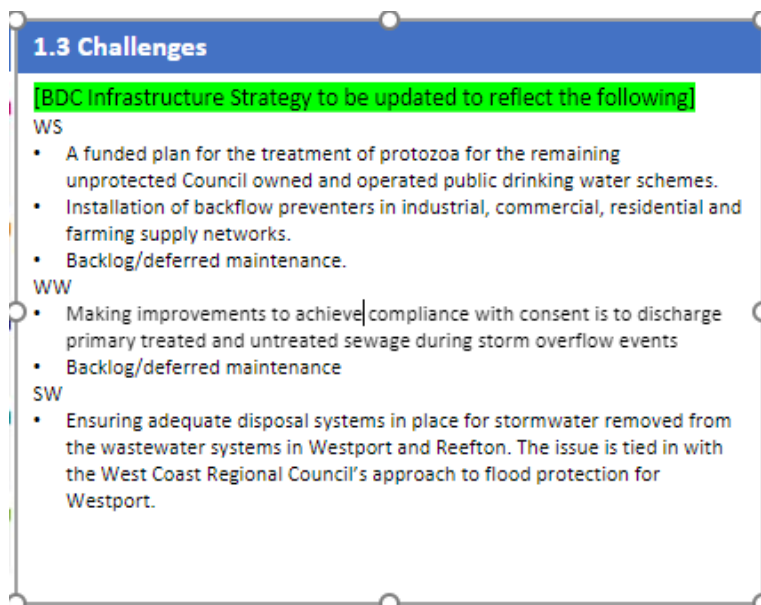 1.3 Challenges
[BDC Infrastructure Strategy to be updated to reflect the following]
WS
• A funded plan for the treatment of protozoa for the remaining
unprotected Council owned and operated public drinking water schemes.
• Installation of backflow preventers in industrial, commercial, residential and
farming supply networks.
• Backlog/deferred maintenance.
WW
• Making improvements to achieve compliance with consent is to discharge
primary treated and untreated sewage during storm overflow events
• Backlog/deferred maintenance
SW
• Ensuring adequate disposal systems in place for stormwater removed from
the wastewater systems in Westport and Reefton. The issue is tied in with
the West Coast Regional Council's approach to flood protection for
Westport.